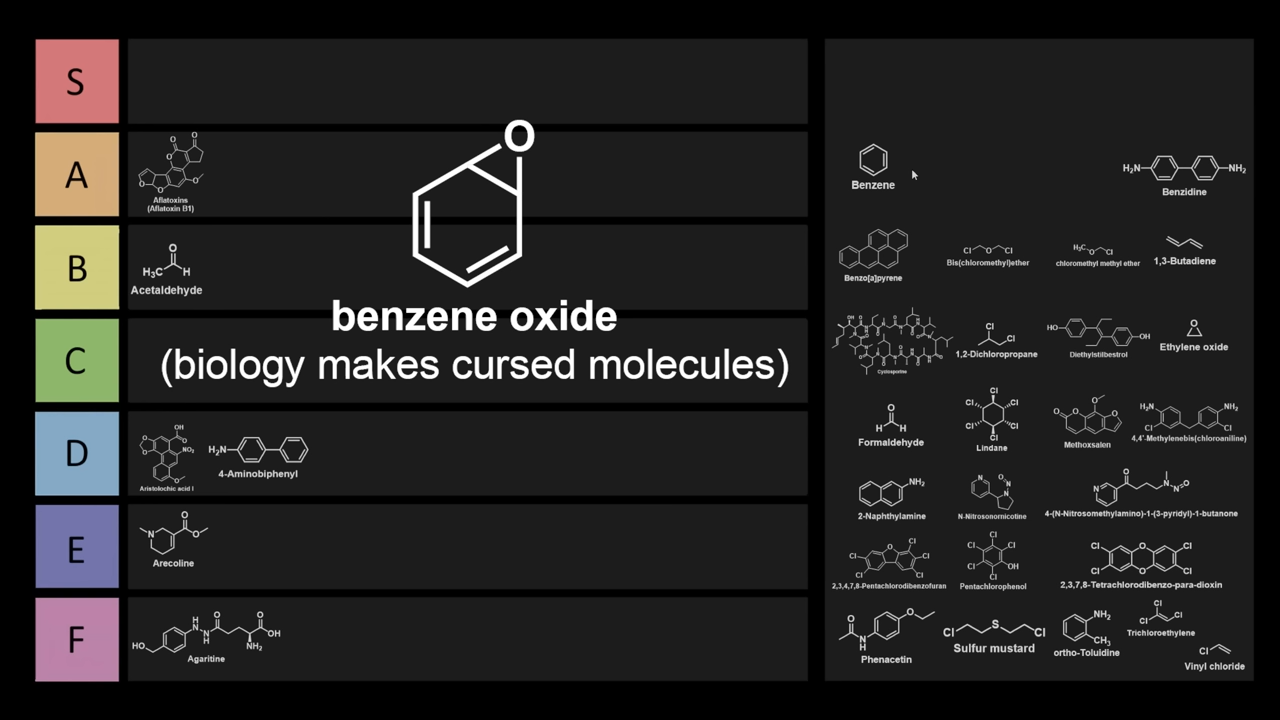 S
A
Aflatoxins
(Aflatoxin B1)
B
Acetaldehyde
C
D
Aristolochic acid I
4-Aminobiphenyl
E
Arecoline
F
Agaritine
benzene oxide
(biology makes cursed molecules)
Benzene
Benzidine
Benzo[a]pyrene
Bis(chloromethyl)ether
chloromethyl methyl ether
1,3-Butadiene
Cyclosporine
1,2-Dichloropropane
Diethylstilbestrol
Ethylene oxide
Formaldehyde
Lindane
Methoxsalen
4,4'-Methylenebis(chloroaniline)
2-Naphthylamine
N-Nitrosonornicotine
4-(N-Nitrosomethylamino)-1-(3-pyridyl)-1-butanone
2,3,4,7,8-Pentachlorodibenzofuran
Pentachlorophenol
2,3,7,8-Tetrachlorodibenzo-para-dioxin
Phenacetin
Sulfur mustard
ortho-Toluidine
Trichloroethylene
Vinyl chloride